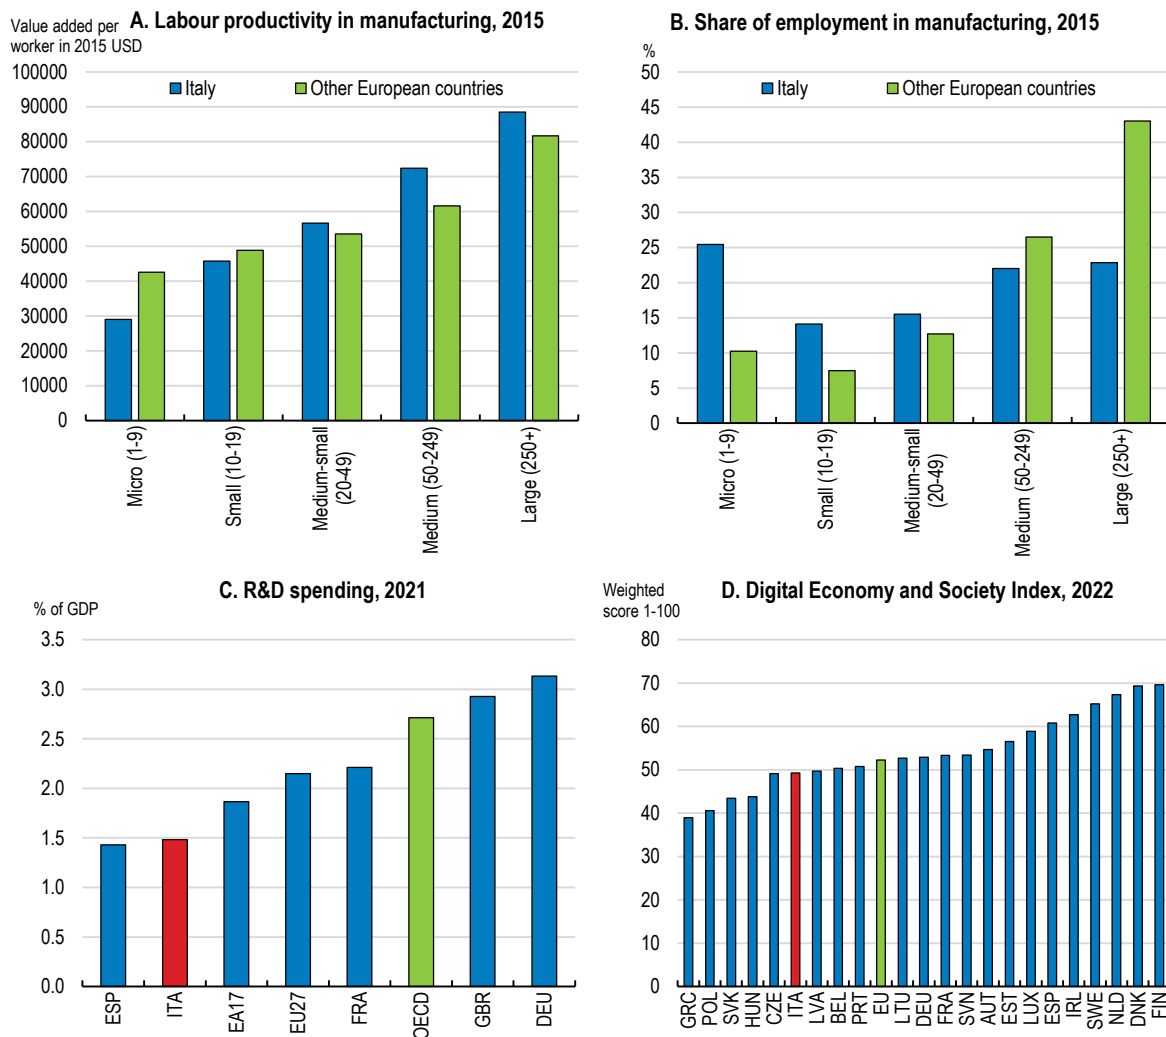 A. Labour productivity in manufacturing, 2015
Value added per
worker in 2015 USD
100000
90000
80000
70000
60000
50000
40000
30000
20000
10000
0
Italy
Other European countries
Micro (1-9)
Small (10-19)
Medium-small
(20-49)
Medium (50-249)
Large (250+)
B. Share of employment in manufacturing, 2015
%
50
45
40
35
30
25
20
15
10
5
0
Italy
Other European countries
Micro (1-9)
Small (10-19)
Medium-small
(20-49)
Medium (50-249)
Large (250+)
C. R&D spending, 2021
% of GDP
3.5
3.0
2.5
2.0
1.5
1.0
0.5
0.0
ESP
ITA
EA17
EU27
FRA
OECD
GBR
DEU
D. Digital Economy and Society Index, 2022
Weighted
score 1-100
80
70
60
50
40
30
20
10
0
GRC
POL
SVK
HUN
CZE
ITA
LVA
BEL
PRT
EU
LTU
DEU
FRA
SVN
AUT
EST
LUX
ESP
IRL
SWE
NLD
DNK
FIN